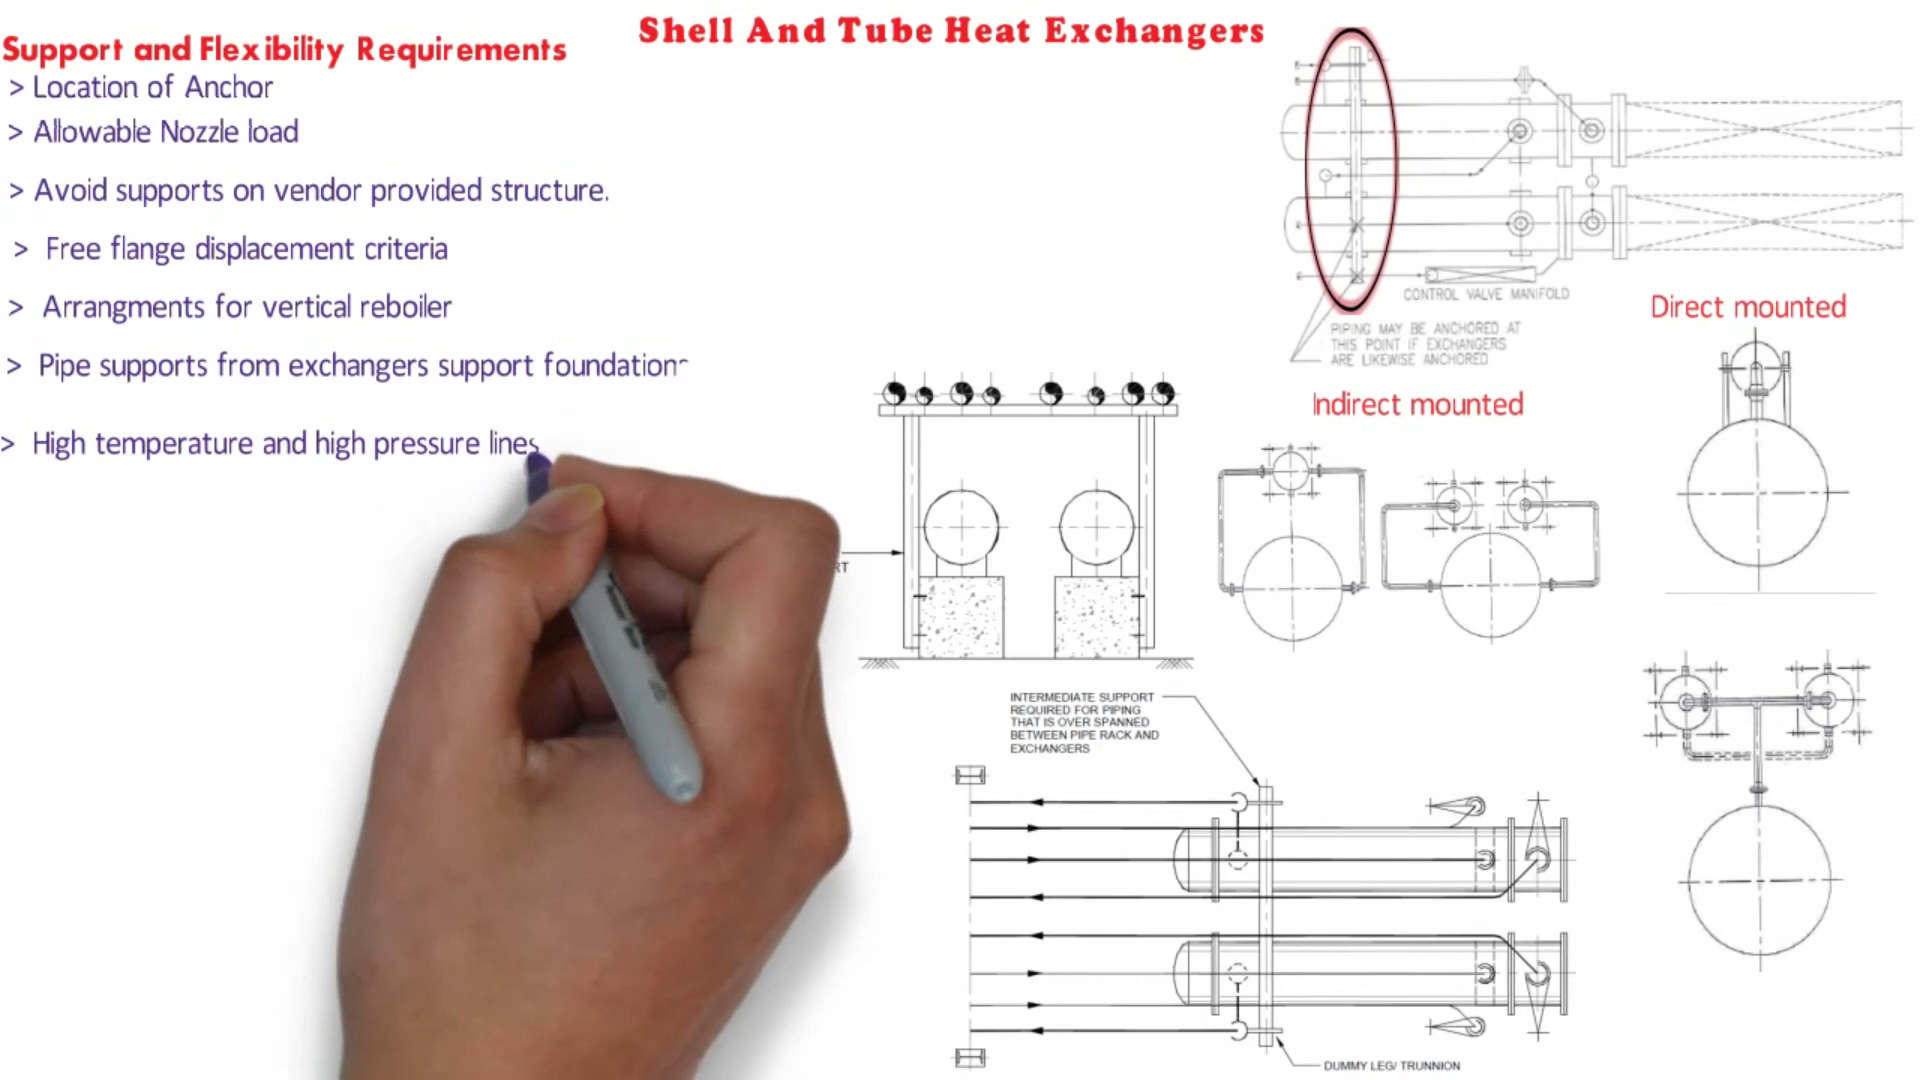 Shell And Tube Heat Exchangers
Support and Flexibility Requirements
> Location of Anchor
> Allowable Nozzle load
> Avoid supports on vendor provided structure.
> Free flange displacement criteria
> Arrangments for vertical reboiler
> Pipe supports from exchangers support foundation
> High temperature and high pressure lines
CONTROL VALVE MANIFOLD
PIPING MAY BE ANCHORED AT
THIS POINT IF EXCHANGERS
ARE LIKEWISE ANCHORED
Direct mounted
Indirect mounted
RT
INTERMEDIATE SUPPORT
REQUIRED FOR PIPING
THAT IS OVER SPANNED
BETWEEN PIPE RACK AND
EXCHANGERS
DUMMY LEG/ TRUNNION